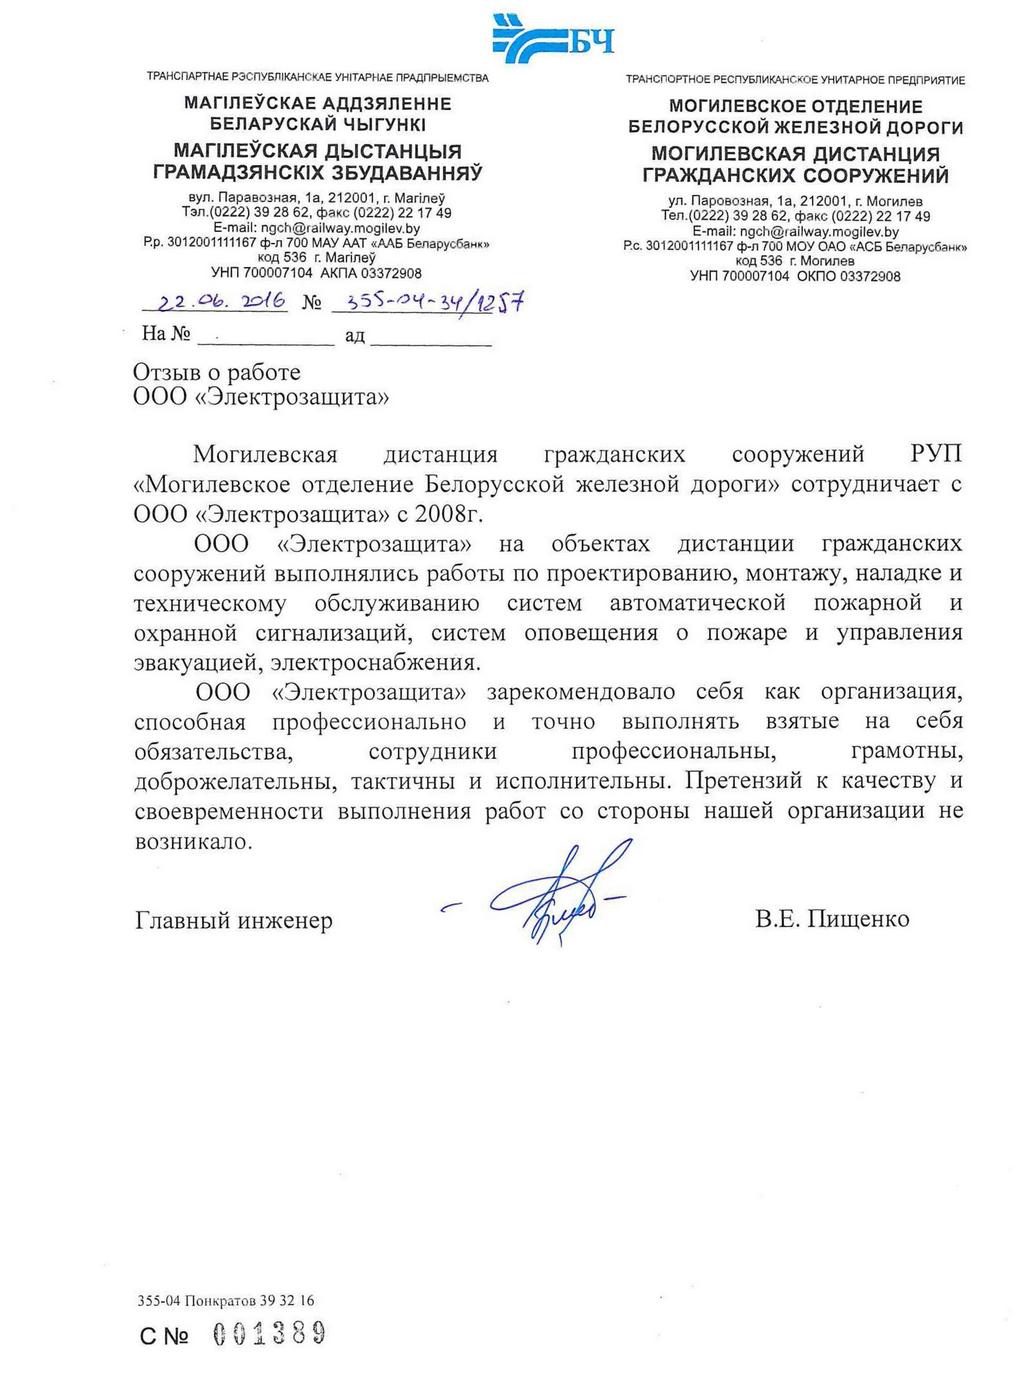 БЧ
ТРАНСПАРТНАЕ РЭСПУБЛІКАНСКАЕ УНІТАРНАЕ ПРАДПРЫЕМСТВА
МАГІЛЕЎСКАЕ АДДЗЯЛЕННЕ
БЕЛАРУСКАЙ ЧЫГУНКІ
МАГІЛЕЎСКАЯ ДЫСТАНЦЫЯ
ГРАМАДЗЯНСКІХ ЗБУДАВАННЯЎ
вул. Паравозная, 1а, 212001, г. Магілеў
Тэл.(0222) 39 28 62, факс (0222) 22 17 49
E-mail: ngch@railway.mogilev.by
Р.р. 3012001111167 ф-л 700 МАУ ААТ «ААБ Беларусбанк»
код 536 г. Магілеў
УНП 700007104 АКПА 03372908
ТРАНСПОРТНОЕ РЕСПУБЛИКАНСКОЕ УНИТАРНОЕ ПРЕДПРИЯТИЕ
МОГИЛЕВСКОЕ ОТДЕЛЕНИЕ
БЕЛОРУССКОЙ ЖЕЛЕЗНОЙ ДОРОГИ
МОГИЛЕВСКАЯ ДИСТАНЦИЯ
ГРАЖДАНСКИХ СООРУЖЕНИЙ
ул. Паровозная, 1а, 212001, г. Могилев
Тел.(0222) 39 28 62, факс (0222) 22 17 49
E-mail: ngch@railway.mogilev.by
Р.с. 3012001111167 ф-л 700 МОУ ОАО «АСБ Беларусбанк»
код 536 г. Могилев
УНП 700007104 ОКПО 03372908
22.06.2016 № 355-04-34/1257
На № ____________ ад ____________
Отзыв о работе
ООО «Электрозащита»
Могилевская дистанция гражданских сооружений РУП
«Могилевское отделение Белорусской железной дороги» сотрудничает с
ООО «Электрозащита» с 2008г.
ООО «Электрозащита» на объектах дистанции гражданских
сооружений выполнялись работы по проектированию, монтажу, наладке и
техническому обслуживанию систем автоматической пожарной и
охранной сигнализаций, систем оповещения о пожаре и управления
эвакуацией, электроснабжения.
ООО «Электрозащита» зарекомендовало себя как организация,
способная профессионально и точно выполнять взятые на себя
обязательства, сотрудники профессиональны, грамотны,
доброжелательны, тактичны и исполнительны. Претензий к качеству и
своевременности выполнения работ со стороны нашей организации не
возникало.
Главный инженер В.Е. Пищенко
355-04 Понкратов 39 32 16
С № 001389